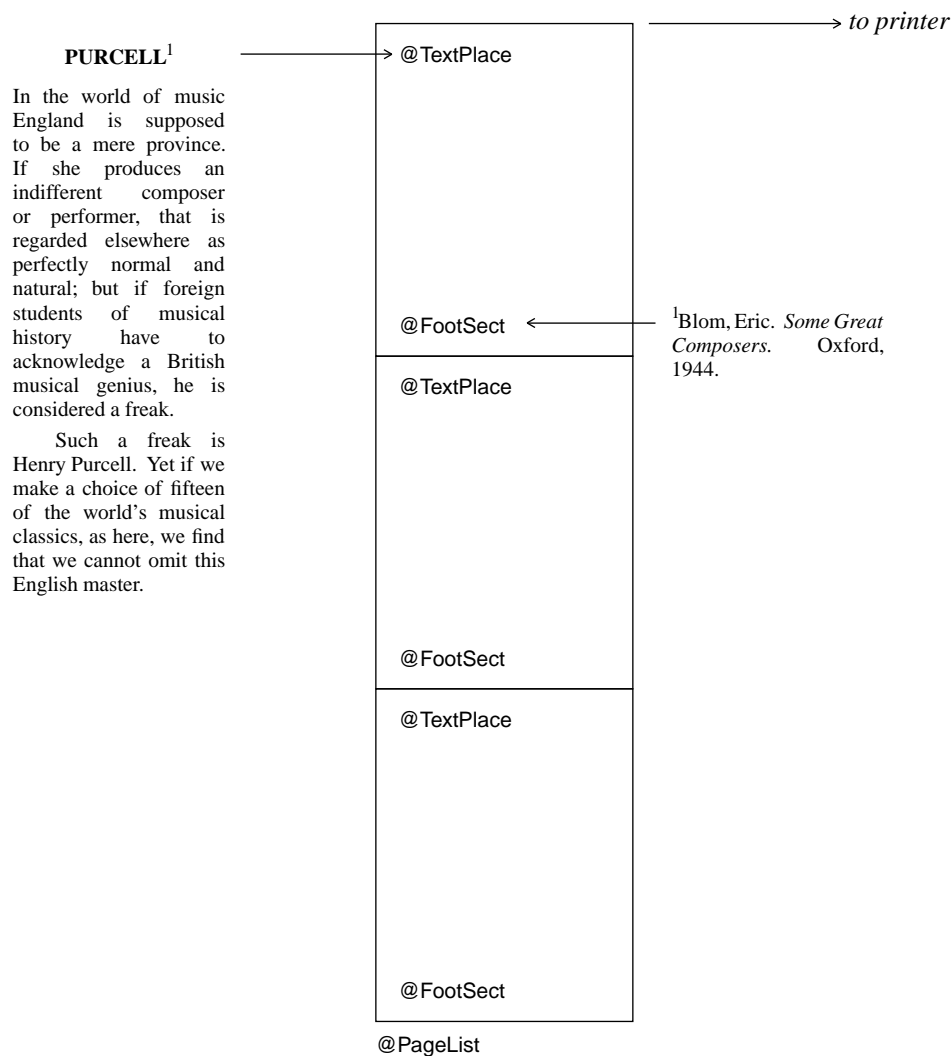 to printer
PURCELL1
@TextPlace
In the world of music
England is supposed
to be a mere province.
If she produces an
indifferent composer
or performer, that is
regarded elsewhere as
perfectly normal and
natural; but if foreign
students of musical
history have to
acknowledge a British
musical genius, he is
considered a freak.
Such a freak is
Henry Purcell. Yet if we
make a choice of fifteen
of the world's musical
classics, as here, we find
that we cannot omit this
English master.
@FootSect
1Blom, Eric. Some Great
Composers. Oxford,
1944.
@TextPlace
@FootSect
@TextPlace
@FootSect
@PageList